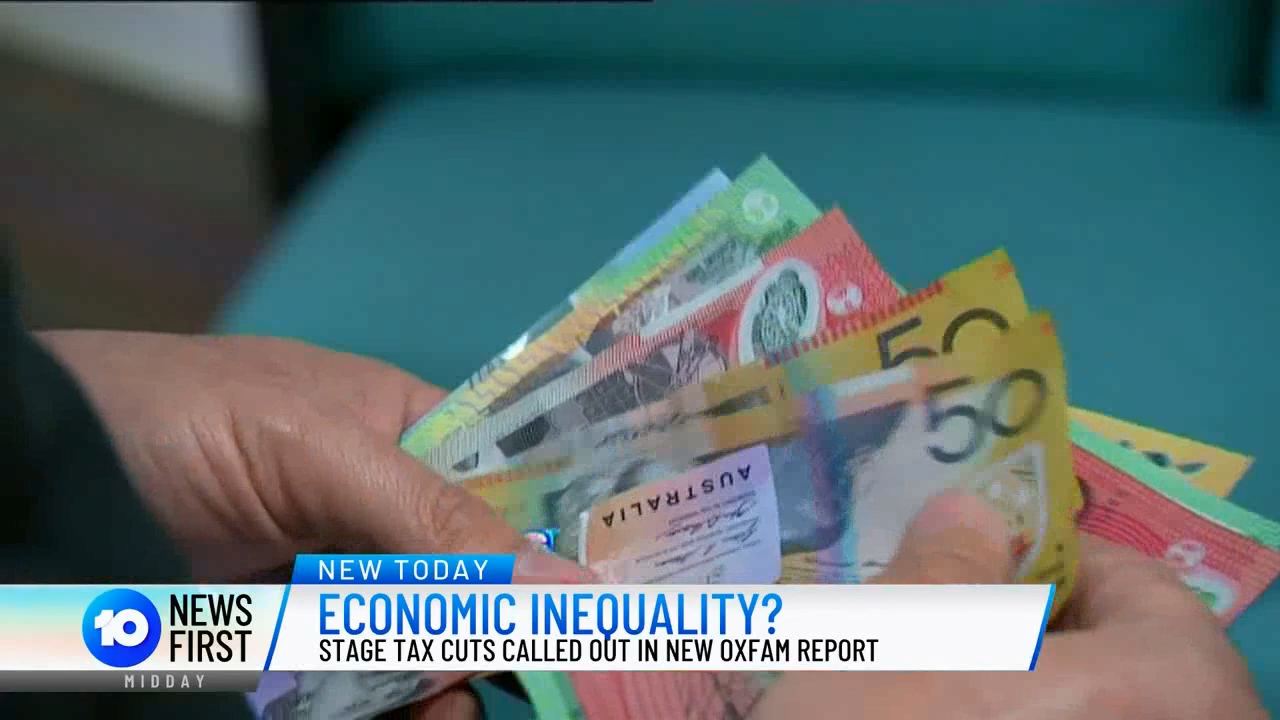 50
50
AUSTRALIA
NEW TODAY
10 NEWS FIRST
MIDDAY
ECONOMIC INEQUALITY?
STAGE TAX CUTS CALLED OUT IN NEW OXFAM REPORT